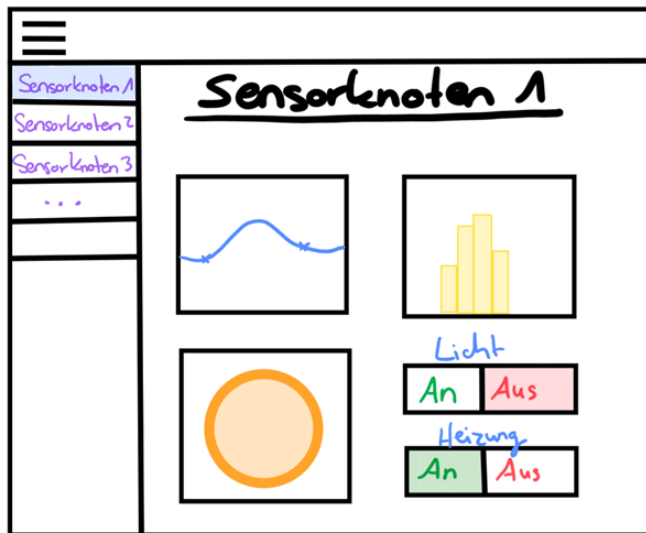 Sensorknoten 1
Sensorknoten 2
Sensorknoten 3
...
Sensorknoten 1
Licht
An Aus
Heizung
An Aus